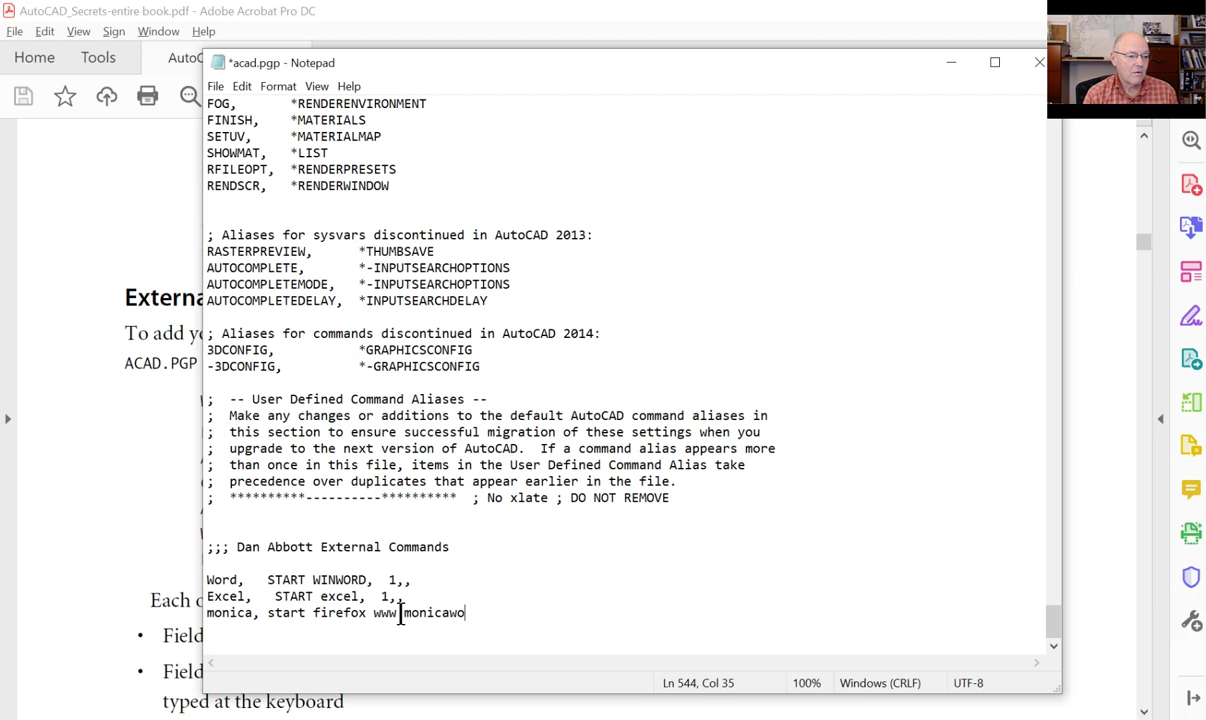 AutoCAD_Secrets-entire book.pdf - Adobe Acrobat Pro DC
File Edit View Sign Window Help
Home Tools AutoC
*acad.pgp - Notepad
File Edit Format View Help
FOG, *RENDERENVIRONMENT
FINISH, *MATERIALS
SETUV, *MATERIALMAP
SHOWMAT, *LIST
RFILEOPT, *RENDERPRESETS
RENDSCR, *RENDERWINDOW
; Aliases for sysvars discontinued in AutoCAD 2013:
RASTERPREVIEW, *THUMBSAVE
AUTOCOMPLETE, *-INPUTSEARCHOPTIONS
AUTOCOMPLETEMODE, *-INPUTSEARCHOPTIONS
AUTOCOMPLETEDELAY, *INPUTSEARCHDELAY
; Aliases for commands discontinued in AutoCAD 2014:
3DCONFIG, *GRAPHICSCONFIG
-3DCONFIG, *-GRAPHICSCONFIG
; -- User Defined Command Aliases --
; Make any changes or additions to the default AutoCAD command aliases in
; this section to ensure successful migration of these settings when you
; upgrade to the next version of AutoCAD. If a command alias appears more
; than once in this file, items in the User Defined Command Alias take
; precedence over duplicates that appear earlier in the file.
; **********----------********** ; No xlate ; DO NOT REMOVE
;;; Dan Abbott External Commands
Word, START WINWORD, 1,,
Excel, START excel, 1,,
monica, start firefox www monicawo
Ln 544, Col 35 100% Windows (CRLF) UTF-8
Extern
To add yo
ACAD.PGP
Each
• Field
• Field
typed at the keyboard